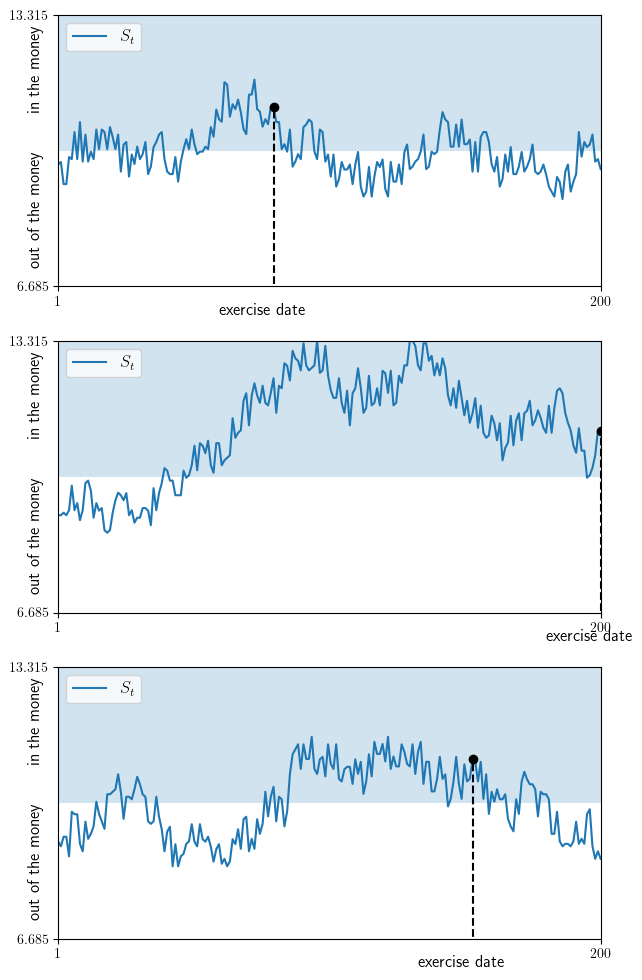 13.315
in the money
out of the money
6.685
S_t
1
200
exercise date
13.315
in the money
out of the money
6.685
S_t
1
200
exercise date
13.315
in the money
out of the money
6.685
S_t
1
200
exercise date